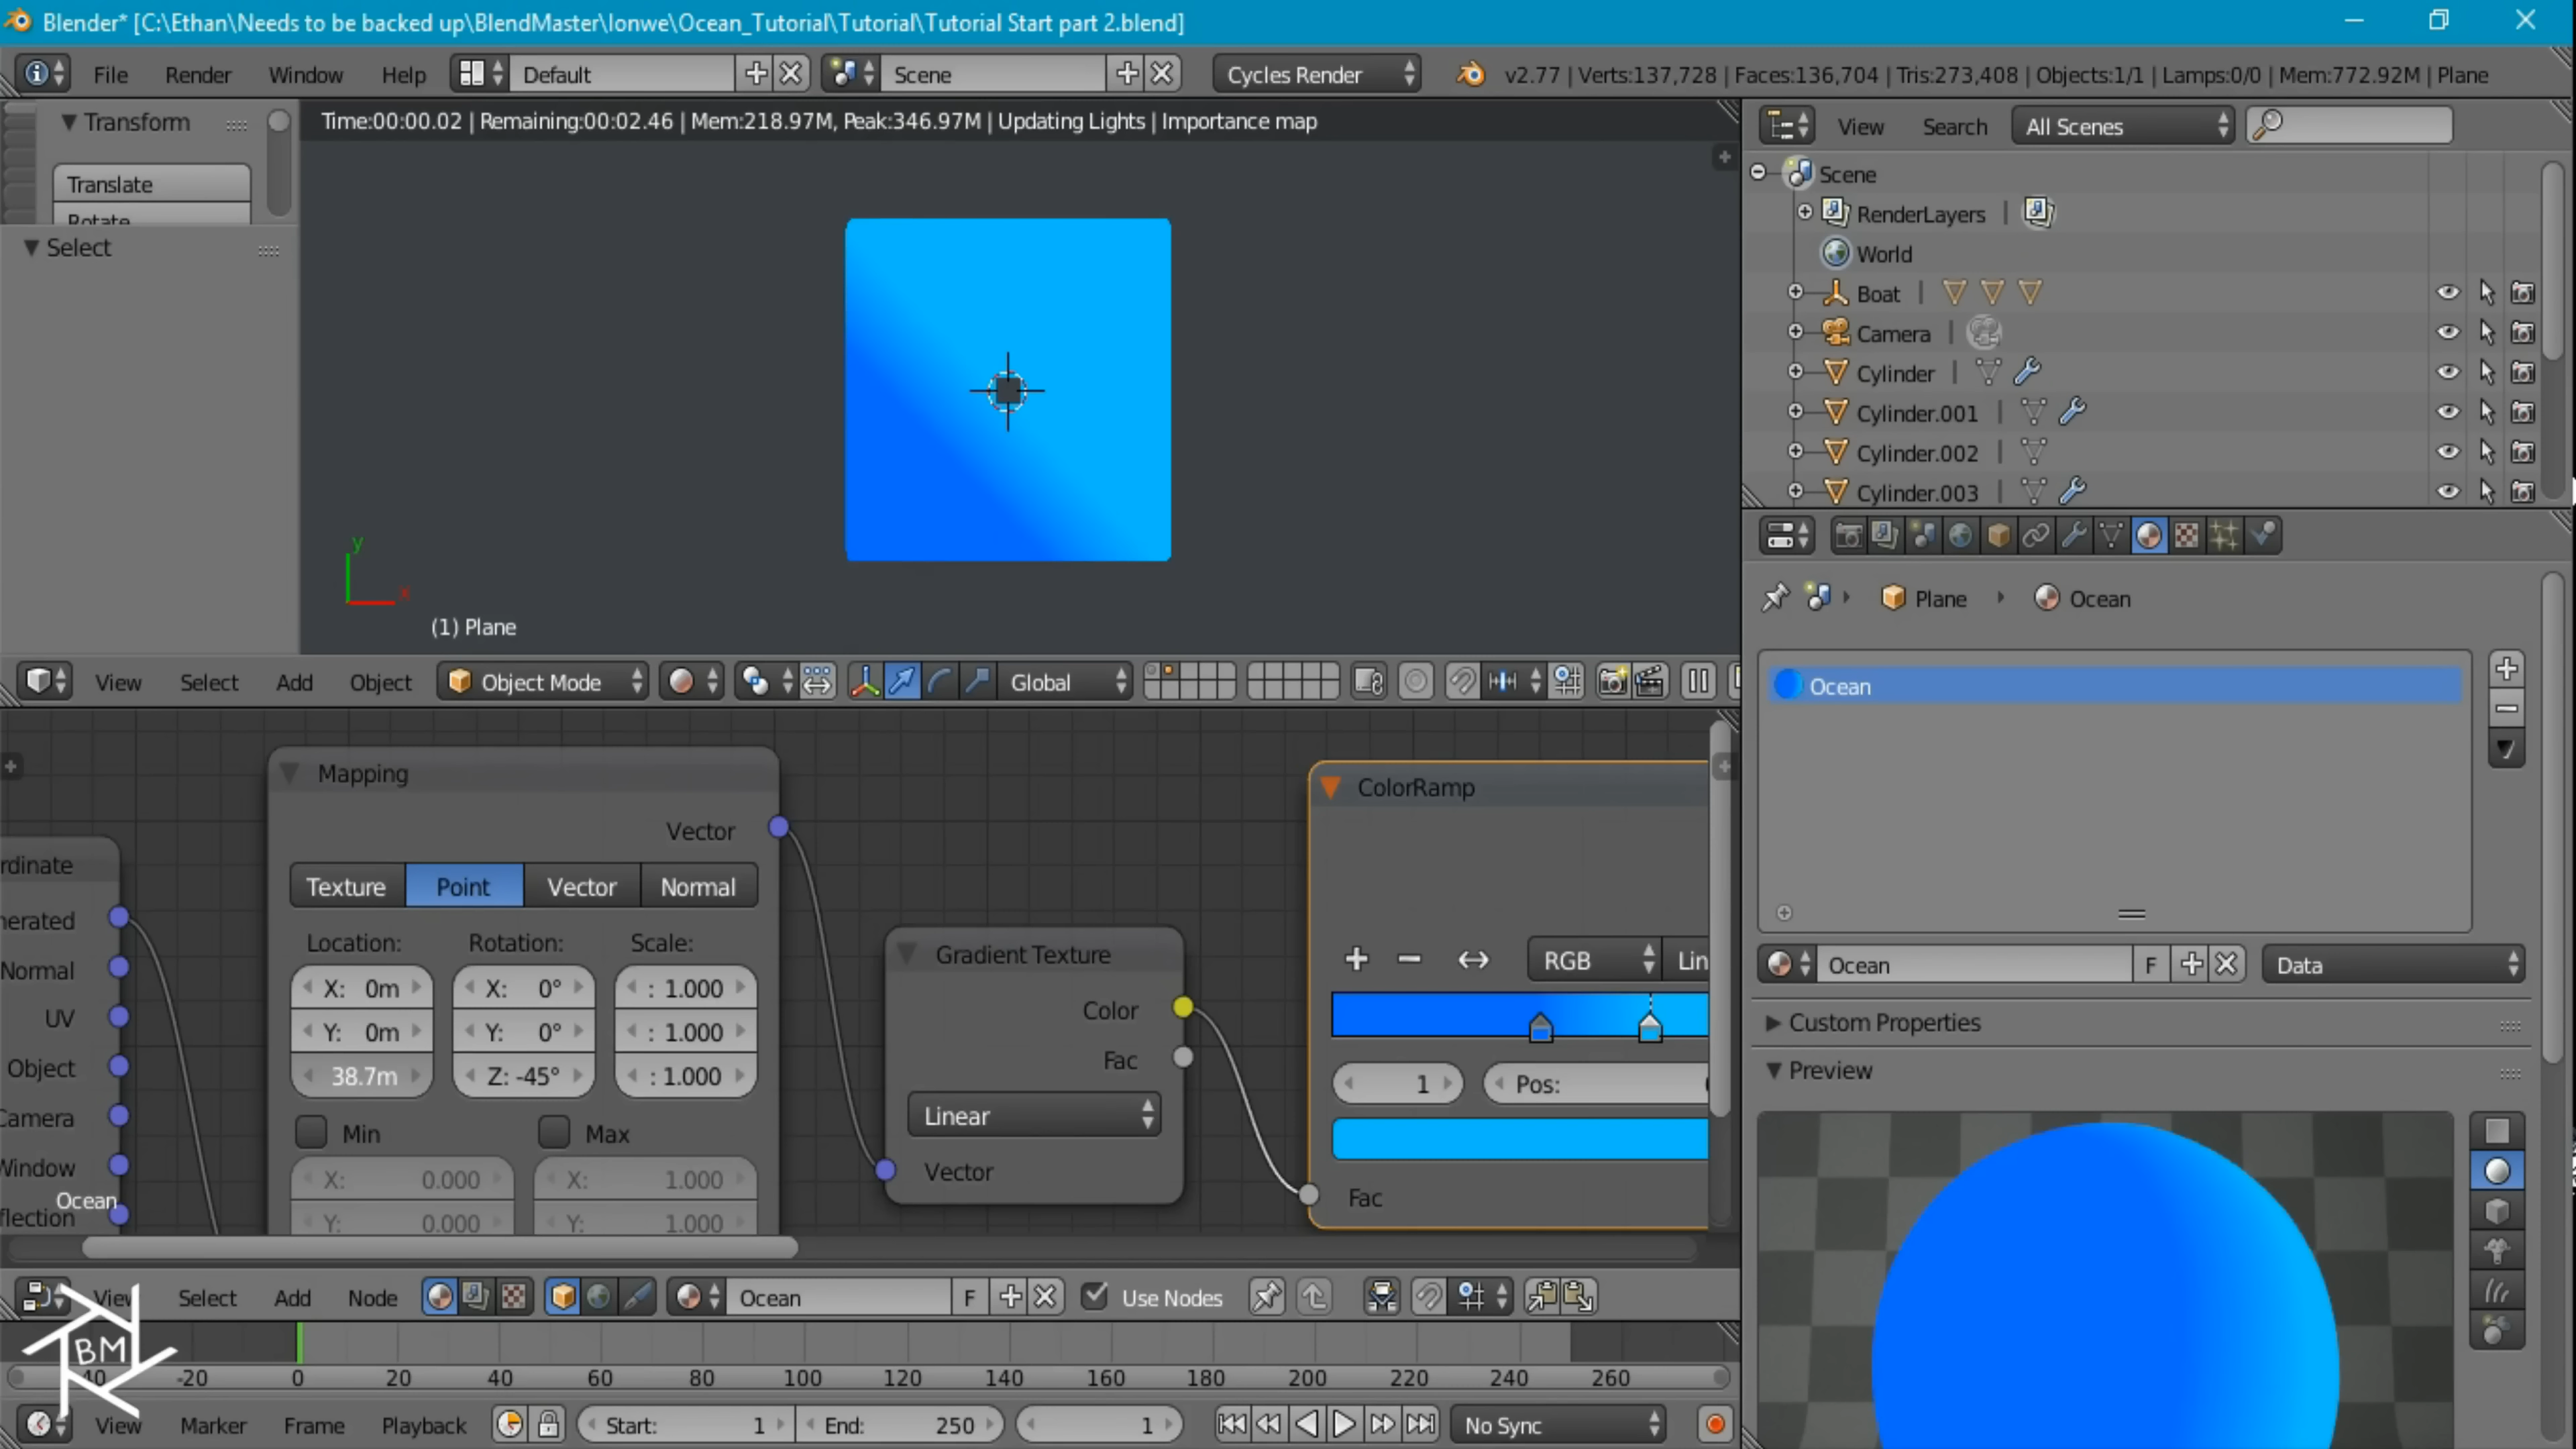 Blender* [C:\Ethan\Needs to be backed up\BlendMaster\Ionwe\Ocean_Tutorial\Tutorial\Tutorial Start part 2.blend]
File Render Window Help Default Scene Cycles Render v2.77 | Verts:137,728 | Faces:136,704 | Tris:273,408 | Objects:1/1 | Lamps:0/0 | Mem:772.92M | Plane
Transform
Translate
Rotate
Select
Time:00:00.02 | Remaining:00:02.46 | Mem:218.97M, Peak:346.97M | Updating Lights | Importance map
y
x
(1) Plane
View Select Add Object Object Mode Global
View Search All Scenes
Scene
RenderLayers |
World
Boat |
Camera |
Cylinder |
Cylinder.001 |
Cylinder.002 |
Cylinder.003 |
Plane Ocean
Ocean
Ocean F Data
Custom Properties
Preview
rdinate
nerated
Normal
UV
Object
Camera
Window
Ocean
flection
Mapping
Vector
Texture Point Vector Normal
Location: Rotation: Scale:
X: 0m X: 0° : 1.000
Y: 0m Y: 0° : 1.000
38.7m Z: -45° : 1.000
Min Max
X: 0.000 X: 1.000
Y: 0.000 Y: 1.000
Gradient Texture
Color
Fac
Linear
Vector
ColorRamp
RGB Lin
1 Pos:
Fac
View Select Add Node Ocean F Use Nodes
BM
40 -20 0 20 40 60 80 100 120 140 160 180 200 220 240 260
View Marker Frame Playback Start: 1 End: 250 1 No Sync